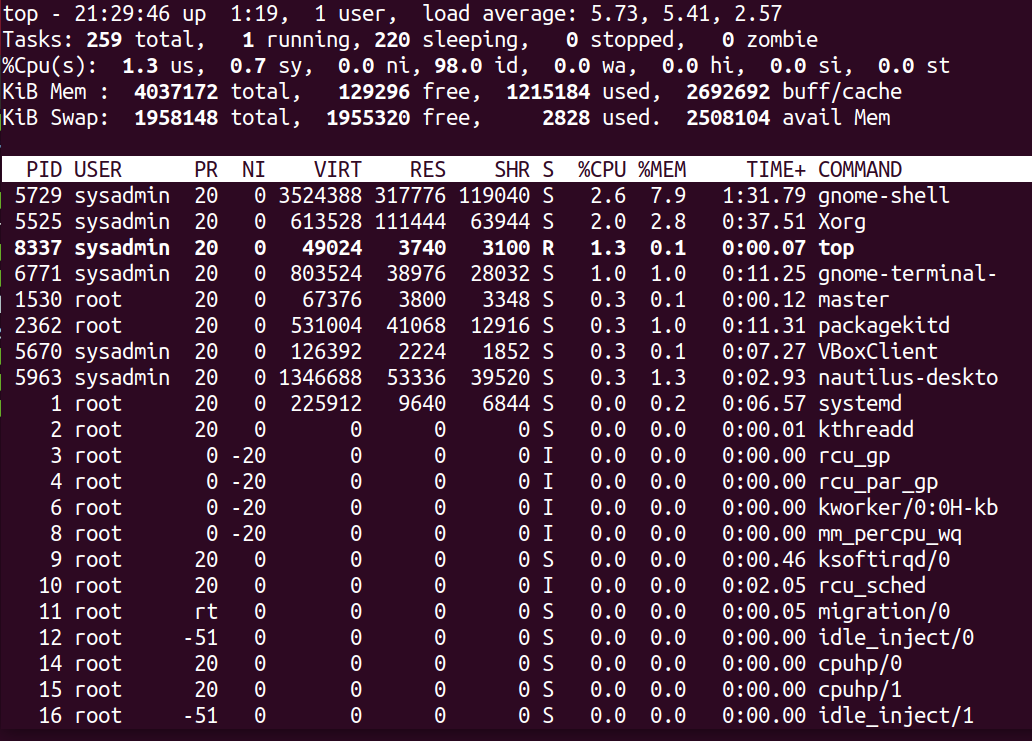 top - 21:29:46 up  1:19,  1 user,  load average: 5.73, 5.41, 2.57
Tasks: 259 total,   1 running, 220 sleeping,   0 stopped,   0 zombie
%Cpu(s):  1.3 us,  0.7 sy,  0.0 ni, 98.0 id,  0.0 wa,  0.0 hi,  0.0 si,  0.0 st
KiB Mem :  4037172 total,   129296 free,  1215184 used,  2692692 buff/cache
KiB Swap:  1958148 total,  1955320 free,     2828 used.  2508104 avail Mem
  PID USER      PR  NI    VIRT    RES    SHR S  %CPU %MEM     TIME+ COMMAND
 5729 sysadmin  20   0 3524388 317776 119040 S   2.6  7.9   1:31.79 gnome-shell
 5525 sysadmin  20   0  613528 111444  63944 S   2.0  2.8   0:37.51 Xorg
 8337 sysadmin  20   0   49024   3740   3100 R   1.3  0.1   0:00.07 top
 6771 sysadmin  20   0  803524  38976  28032 S   1.0  1.0   0:11.25 gnome-terminal-
 1530 root      20   0   67376   3800   3348 S   0.3  0.1   0:00.12 master
 2362 root      20   0  531004  41068  12916 S   0.3  1.0   0:11.31 packagekitd
 5670 sysadmin  20   0  126392   2224   1852 S   0.3  0.1   0:07.27 VBoxClient
 5963 sysadmin  20   0 1346688  53336  39520 S   0.3  1.3   0:02.93 nautilus-deskto
    1 root      20   0  225912   9640   6844 S   0.0  0.2   0:06.57 systemd
    2 root      20   0       0      0      0 S   0.0  0.0   0:00.01 kthreadd
    3 root       0 -20       0      0      0 I   0.0  0.0   0:00.00 rcu_gp
    4 root       0 -20       0      0      0 I   0.0  0.0   0:00.00 rcu_par_gp
    6 root       0 -20       0      0      0 I   0.0  0.0   0:00.00 kworker/0:0H-kb
    8 root       0 -20       0      0      0 I   0.0  0.0   0:00.00 mm_percpu_wq
    9 root      20   0       0      0      0 S   0.0  0.0   0:00.46 ksoftirqd/0
   10 root      20   0       0      0      0 I   0.0  0.0   0:02.05 rcu_sched
   11 root      rt   0       0      0      0 S   0.0  0.0   0:00.05 migration/0
   12 root     -51   0       0      0      0 S   0.0  0.0   0:00.00 idle_inject/0
   14 root      20   0       0      0      0 S   0.0  0.0   0:00.00 cpuhp/0
   15 root      20   0       0      0      0 S   0.0  0.0   0:00.00 cpuhp/1
   16 root     -51   0       0      0      0 S   0.0  0.0   0:00.00 idle_inject/1